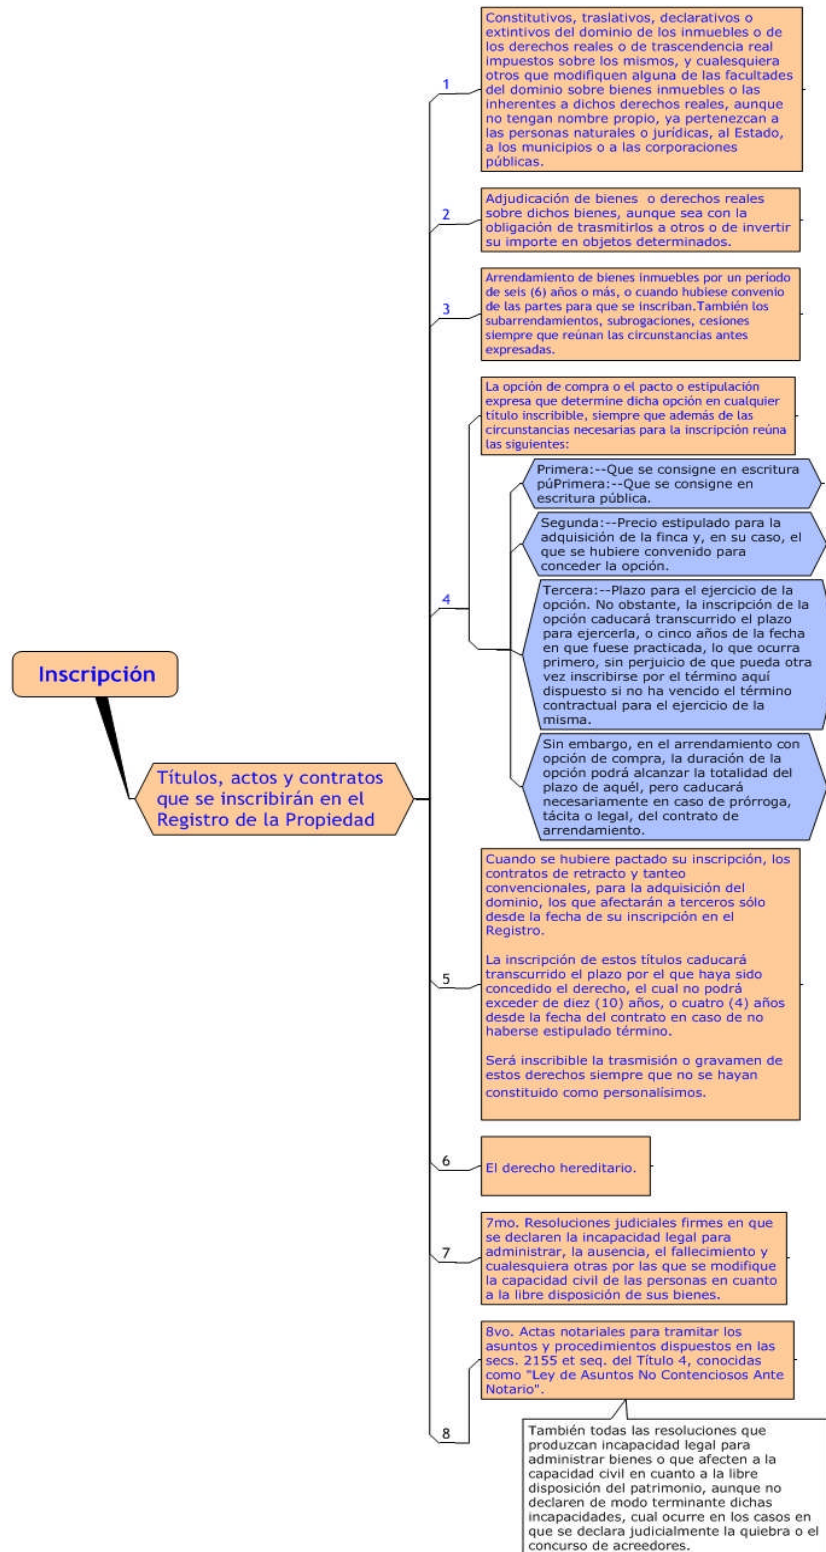 Inscripción
Títulos, actos y contratos
que se inscribirán en el
Registro de la Propiedad
1
Constitutivos, traslativos, declarativos o
extintivos del dominio de los inmuebles o de
los derechos reales o de trascendencia real
impuestos sobre los mismos, y cualesquiera
otros que modifiquen alguna de las facultades
del dominio sobre bienes inmuebles o las
inherentes a dichos derechos reales, aunque
no tengan nombre propio, ya pertenezcan a
las personas naturales o jurídicas, al Estado,
a los municipios o a las corporaciones
públicas.
2
Adjudicación de bienes o derechos reales
sobre dichos bienes, aunque sea con la
obligación de trasmitirlos a otros o de invertir
su importe en objetos determinados.
3
Arrendamiento de bienes inmuebles por un período
de seis (6) años o más, o cuando hubiese convenio
de las partes para que se inscriban.También los
subarrendamientos, subrogaciones, cesiones
siempre que reúnan las circunstancias antes
expresadas.
4
La opción de compra o el pacto o estipulación
expresa que determine dicha opción en cualquier
título inscribible, siempre que además de las
circunstancias necesarias para la inscripción reúna
las siguientes:
Primera:--Que se consigne en escritura
púPrimera:--Que se consigne en
escritura pública.
Segunda:--Precio estipulado para la
adquisición de la finca y, en su caso, el
que se hubiere convenido para
conceder la opción.
Tercera:--Plazo para el ejercicio de la
opción. No obstante, la inscripción de la
opción caducará transcurrido el plazo
para ejercerla, o cinco años de la fecha
en que fuese practicada, lo que ocurra
primero, sin perjuicio de que pueda otra
vez inscribirse por el término aquí
dispuesto si no ha vencido el término
contractual para el ejercicio de la
misma.
Sin embargo, en el arrendamiento con
opción de compra, la duración de la
opción podrá alcanzar la totalidad del
plazo de aquél, pero caducará
necesariamente en caso de prórroga,
tácita o legal, del contrato de
arrendamiento.
5
Cuando se hubiere pactado su inscripción, los
contratos de retracto y tanteo
convencionales, para la adquisición del
dominio, los que afectarán a terceros sólo
desde la fecha de su inscripción en el
Registro.
La inscripción de estos títulos caducará
transcurrido el plazo por el que haya sido
concedido el derecho, el cual no podrá
exceder de diez (10) años, o cuatro (4) años
desde la fecha del contrato en caso de no
haberse estipulado término.
Será inscribible la trasmisión o gravamen de
estos derechos siempre que no se hayan
constituido como personalísimos.
6
El derecho hereditario.
7
7mo. Resoluciones judiciales firmes en que
se declaren la incapacidad legal para
administrar, la ausencia, el fallecimiento y
cualesquiera otras por las que se modifique
la capacidad civil de las personas en cuanto
a la libre disposición de sus bienes.
8
8vo. Actas notariales para tramitar los
asuntos y procedimientos dispuestos en las
secs. 2155 et seq. del Título 4, conocidas
como "Ley de Asuntos No Contenciosos Ante
Notario".
También todas las resoluciones que
produzcan incapacidad legal para
administrar bienes o que afecten a la
capacidad civil en cuanto a la libre
disposición del patrimonio, aunque no
declaren de modo terminante dichas
incapacidades, cual ocurre en los casos en
que se declara judicialmente la quiebra o el
concurso de acreedores.